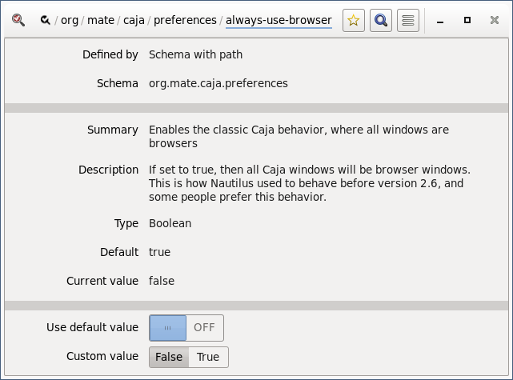 / org / mate / caja / preferences / always-use-browser
Defined by Schema with path
Schema org.mate.caja.preferences
Summary Enables the classic Caja behavior, where all windows are
browsers
Description If set to true, then all Caja windows will be browser windows.
This is how Nautilus used to behave before version 2.6, and
some people prefer this behavior.
Type Boolean
Default true
Current value false
Use default value OFF
Custom value False True